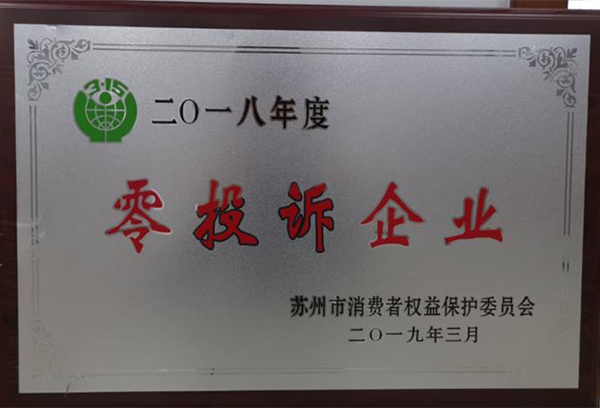 3·15
二〇一八年度
零投诉企业
苏州市消费者权益保护委员会
二〇一九年三月